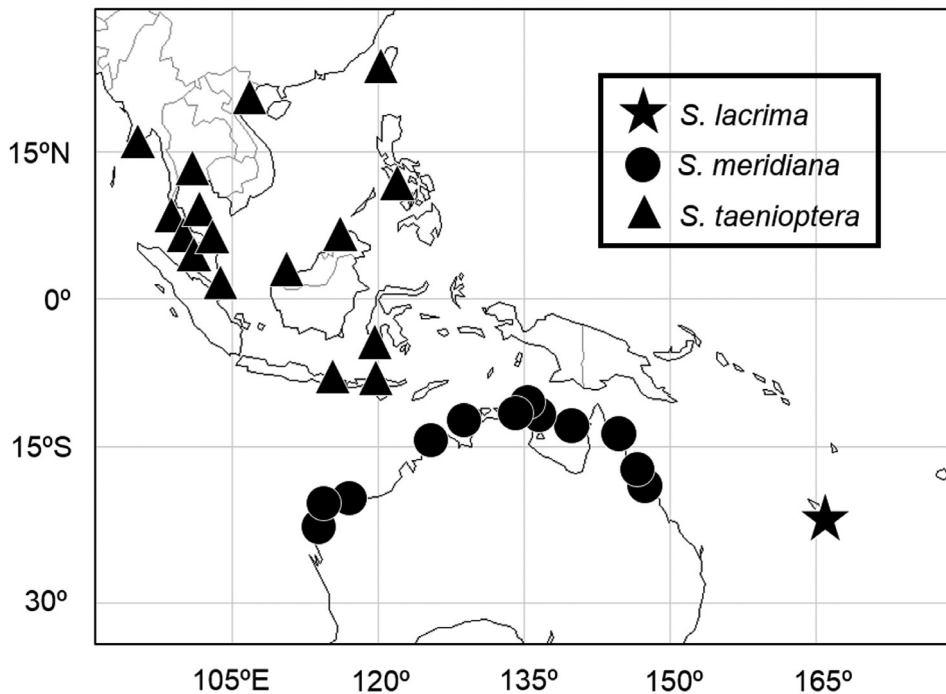 S. lacrima
S. meridiana
S. taenioptera
15ºN
0º
15ºS
30º
105ºE
120º
135º
150º
165º